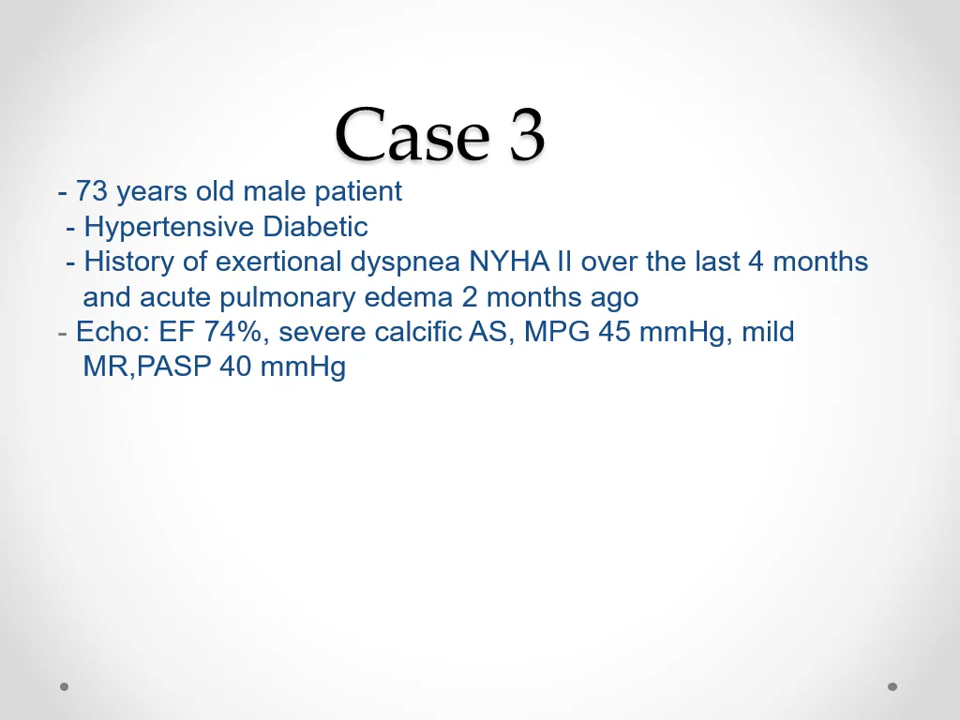 Case 3
- 73 years old male patient
- Hypertensive Diabetic
- History of exertional dyspnea NYHA II over the last 4 months
and acute pulmonary edema 2 months ago
- Echo: EF 74%, severe calcific AS, MPG 45 mmHg, mild
MR,PASP 40 mmHg